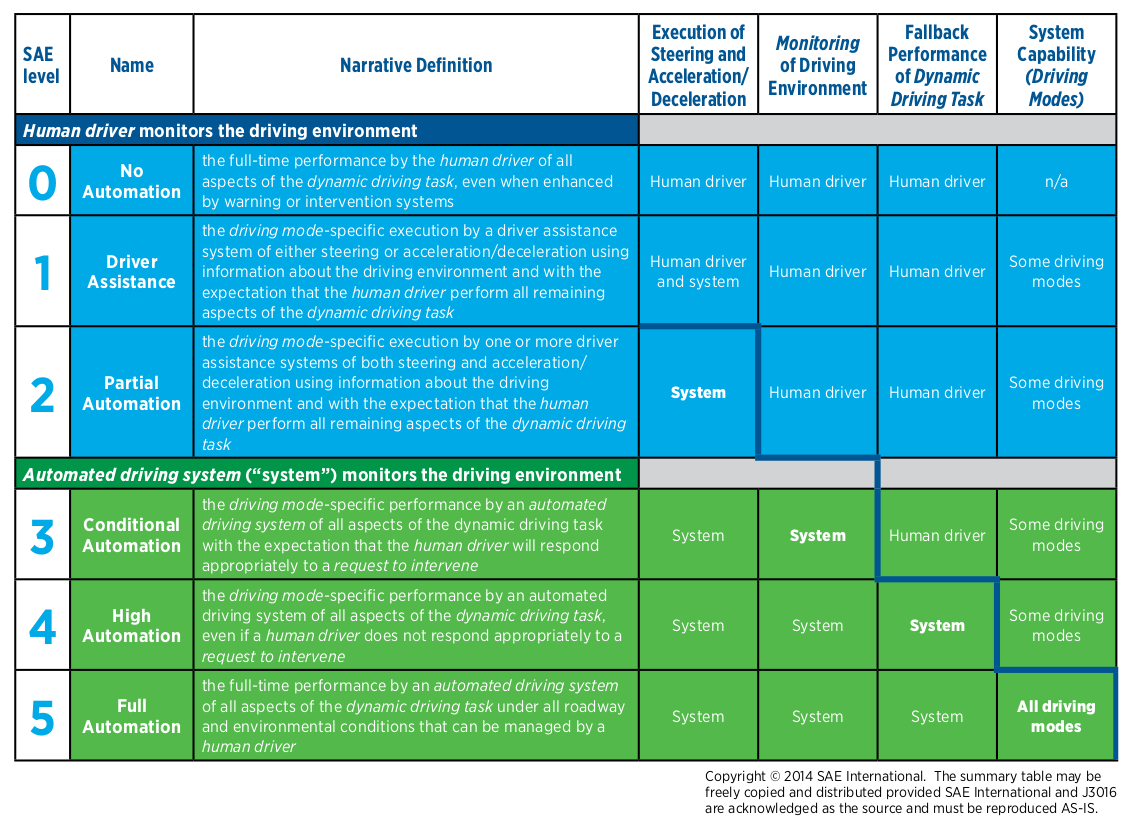 SAE level
Name
Narrative Definition
Execution of Steering and Acceleration/ Deceleration
Monitoring of Driving Environment
Fallback Performance of Dynamic Driving Task
System Capability (Driving Modes)
Human driver monitors the driving environment
0
No Automation
the full-time performance by the human driver of all
aspects of the dynamic driving task, even when enhanced
by warning or intervention systems
Human driver
Human driver
Human driver
n/a
1
Driver Assistance
the driving mode-specific execution by a driver assistance
system of either steering or acceleration/deceleration using
information about the driving environment and with the
expectation that the human driver perform all remaining
aspects of the dynamic driving task
Human driver and system
Human driver
Human driver
Some driving modes
2
Partial Automation
the driving mode-specific execution by one or more driver
assistance systems of both steering and acceleration/
deceleration using information about the driving
environment and with the expectation that the human
driver perform all remaining aspects of the dynamic driving
task
System
Human driver
Human driver
Some driving modes
Automated driving system (“system”) monitors the driving environment
3
Conditional Automation
the driving mode-specific performance by an automated
driving system of all aspects of the dynamic driving task
with the expectation that the human driver will respond
appropriately to a request to intervene
System
System
Human driver
Some driving modes
4
High Automation
the driving mode-specific performance by an automated
driving system of all aspects of the dynamic driving task,
even if a human driver does not respond appropriately to a
request to intervene
System
System
System
Some driving modes
5
Full Automation
the full-time performance by an automated driving system
of all aspects of the dynamic driving task under all roadway
and environmental conditions that can be managed by a
human driver
System
System
System
All driving modes
Copyright © 2014 SAE International. The summary table may be
freely copied and distributed provided SAE International and J3016
are acknowledged as the source and must be reproduced AS-IS.